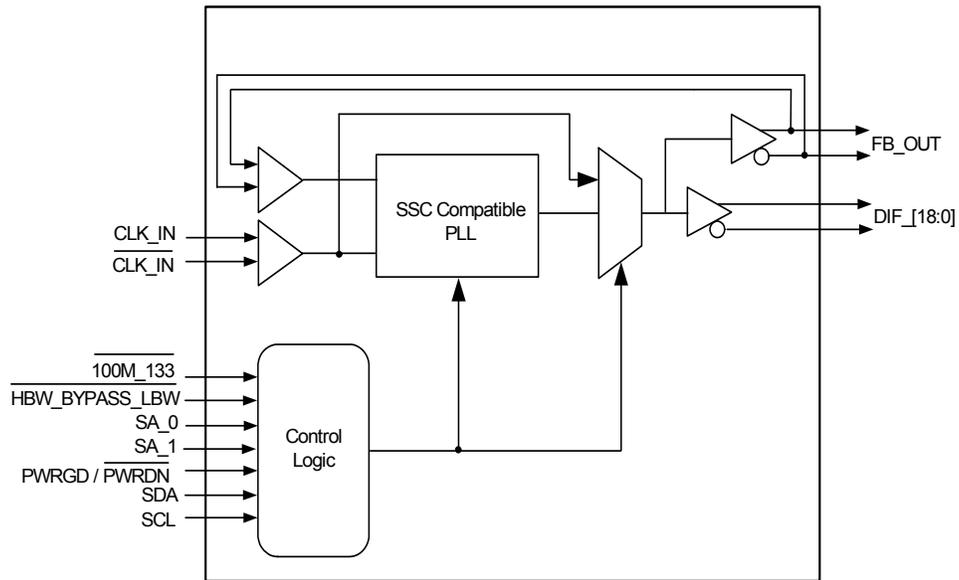 FB_OUT
SSC Compatible
PLL
DIF_[18:0]
CLK_IN
CLK_IN
100M_133
HBW_BYPASS_LBW
SA_0
SA_1
PWRGD / PWRDN
SDA
SCL
Control
Logic